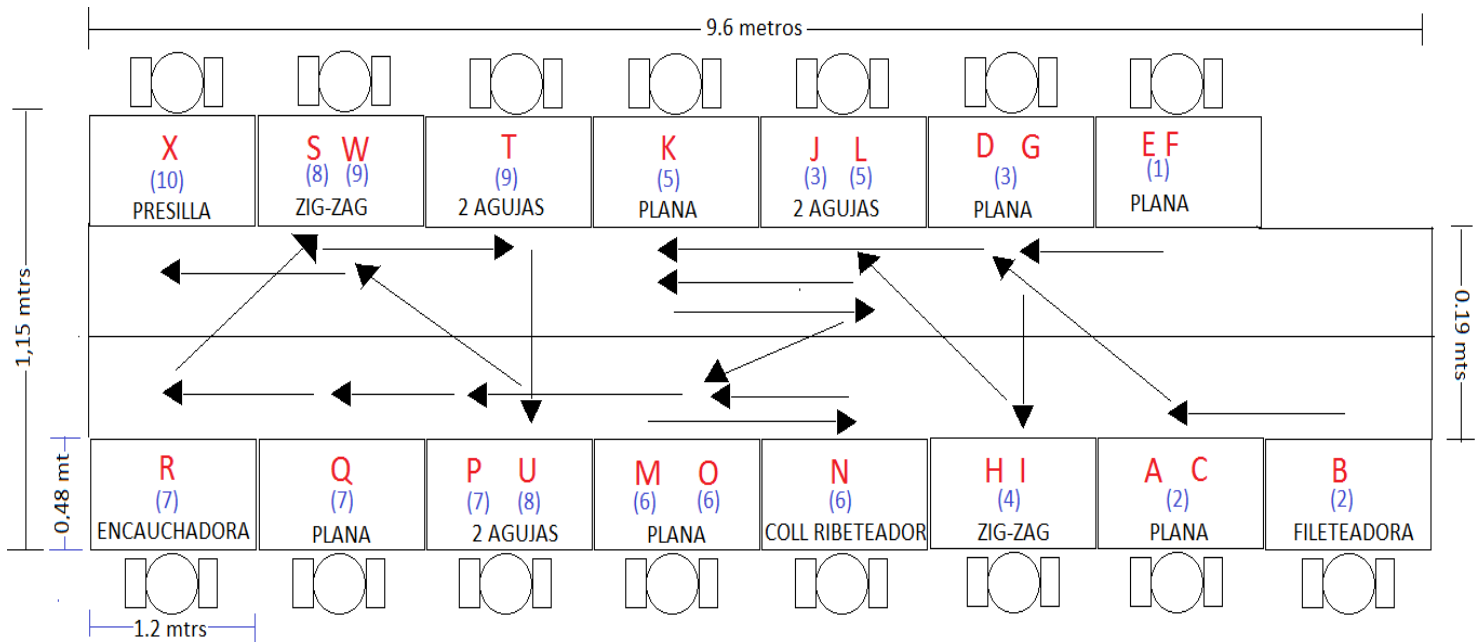 9.6 metros
X
(10)
PRESILLA
S W
(8) (9)
ZIG-ZAG
T
(9)
2 AGUJAS
K
(5)
PLANA
J L
(3) (5)
2 AGUJAS
D G
(3)
PLANA
E F
(1)
PLANA
1,15 mtrs
0.19 mts
0,48 mt
R
(7)
ENCAUCHADORA
Q
(7)
PLANA
P U
(7) (8)
2 AGUJAS
M O
(6) (6)
PLANA
N
(6)
COLL RIBETEADOR
H I
(4)
ZIG-ZAG
A C
(2)
PLANA
B
(2)
FILETEADORA
1.2 mtrs